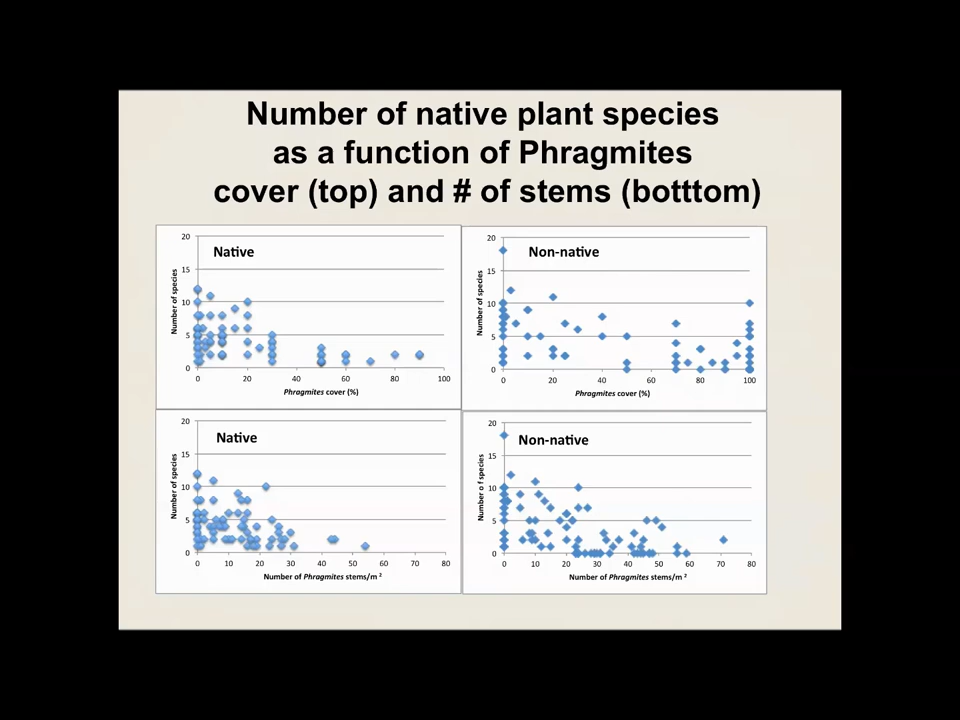 Number of native plant species
as a function of Phragmites
cover (top) and # of stems (botttom)
Native
Number of species
20
15
10
5
0
0 20 40 60 80 100
Phragmites cover (%)
Non-native
Number of species
20
15
10
5
0
0 20 40 60 80 100
Phragmites cover (%)
Native
Number of species
20
15
10
5
0
0 10 20 30 40 50 60 70 80
Number of Phragmites stems/m 2
Non-native
Number o f species
20
15
10
5
0
0 10 20 30 40 50 60 70 80
Number of Phragmites stems/m 2